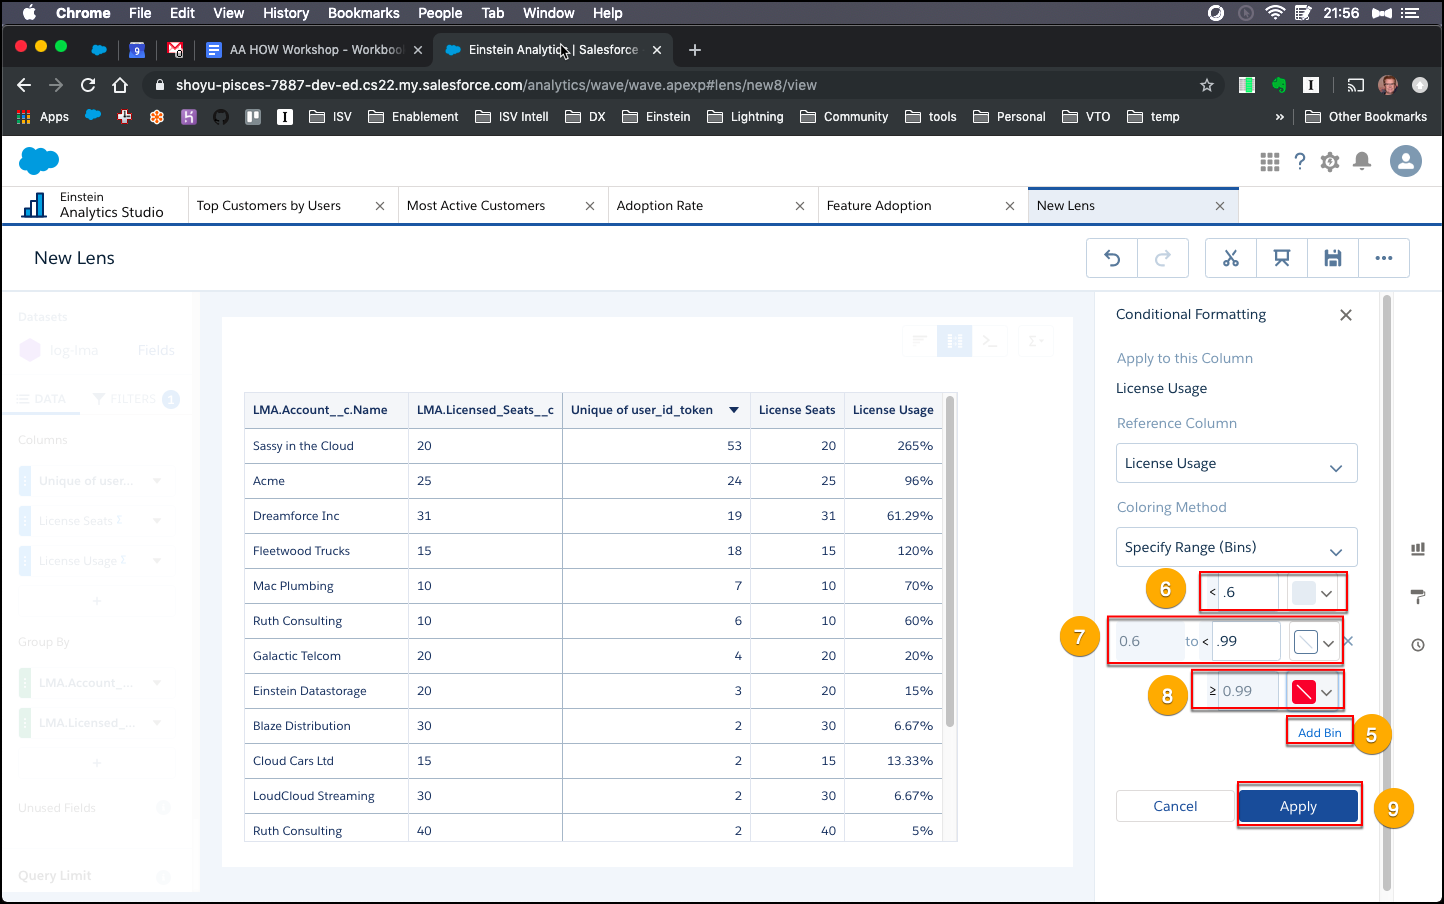 Chrome File Edit View History Bookmarks People Tab Window Help 21:56
9 0 AA HOW Workshop - Workboo Einstein Analytics | Salesforce
shoyu-pisces-7887-dev-ed.cs22.my.salesforce.com/analytics/wave/wave.apexp#lens/new8/view
Apps ISV Enablement ISV Intell DX Einstein Lightning Community tools Personal VTO temp » Other Bookmarks
Einstein
Analytics Studio
Top Customers by Users Most Active Customers Adoption Rate Feature Adoption New Lens
New Lens
Datasets
log-lma Fields
DATA FILTERS 1
Columns
Unique of user...
License Seats
License Usage
Group By
LMA.Account_...
LMA.Licensed_...
Unused Fields
Query Limit
LMA.Account__c.Name LMA.Licensed_Seats__c Unique of user_id_token License Seats License Usage
Sassy in the Cloud 20 53 20 265%
Acme 25 24 25 96%
Dreamforce Inc 31 19 31 61.29%
Fleetwood Trucks 15 18 15 120%
Mac Plumbing 10 7 10 70%
Ruth Consulting 10 6 10 60%
Galactic Telcom 20 4 20 20%
Einstein Datastorage 20 3 20 15%
Blaze Distribution 30 2 30 6.67%
Cloud Cars Ltd 15 2 15 13.33%
LoudCloud Streaming 30 2 30 6.67%
Ruth Consulting 40 2 40 5%
Conditional Formatting
Apply to this Column
License Usage
Reference Column
License Usage
Coloring Method
Specify Range (Bins)
6 < .6
7 0.6 to < .99
8 ≥ 0.99
Add Bin 5
Cancel Apply 9